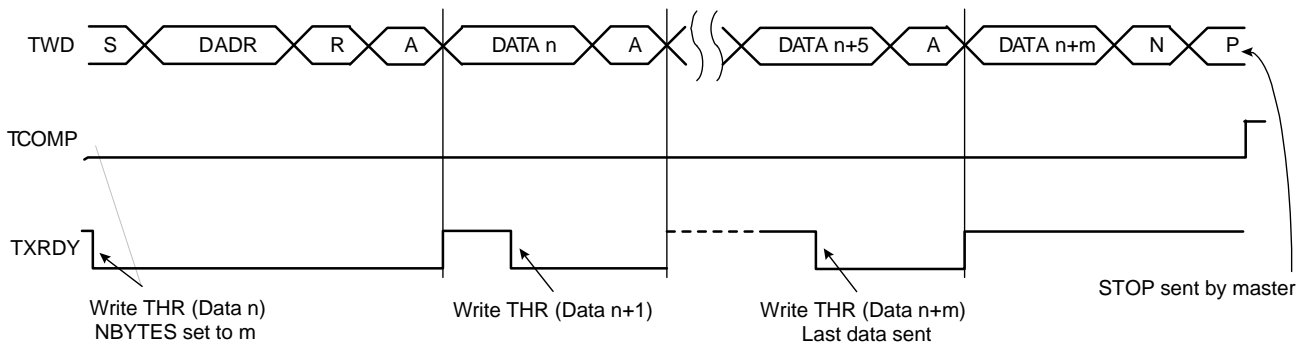 TWD S DADR R A DATA n A DATA n+5 A DATA n+m N P
TCOMP
TXRDY
Write THR (Data n)
NBYTES set to m
Write THR (Data n+1)
Write THR (Data n+m)
Last data sent
STOP sent by master